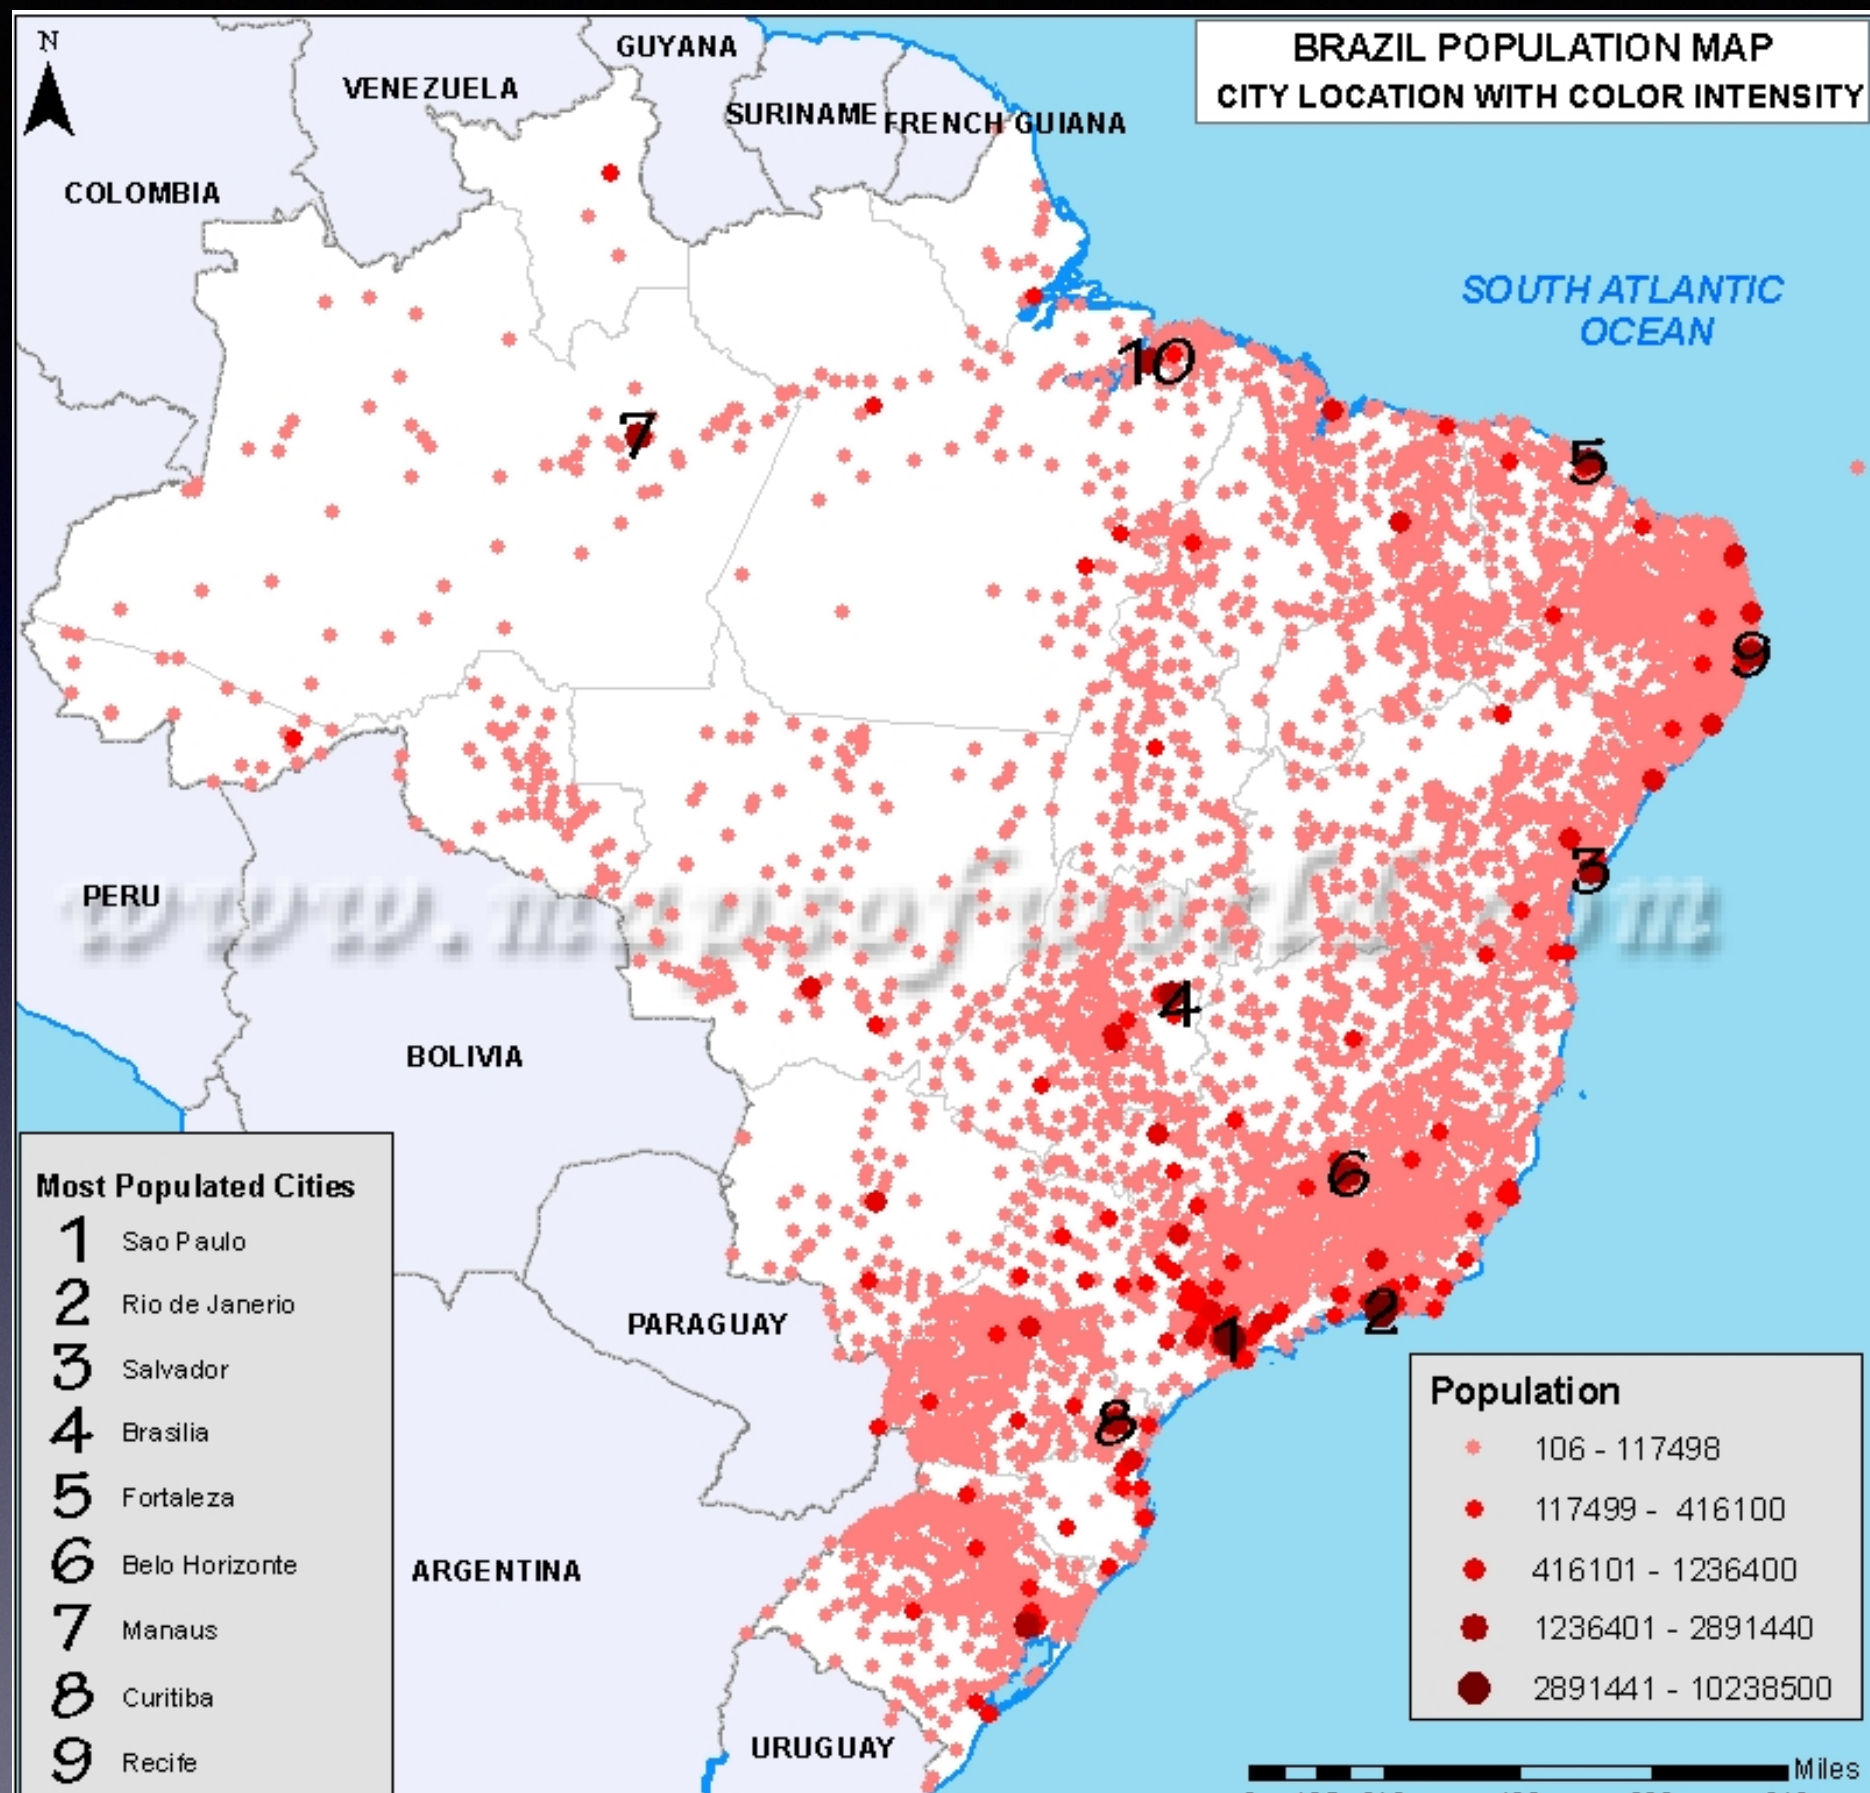 BRAZIL POPULATION MAP
CITY LOCATION WITH COLOR INTENSITY
N
GUYANA
VENEZUELA
SURINAME
FRENCH GUIANA
COLOMBIA
SOUTH ATLANTIC
OCEAN
10
7
5
9
www.mapsofworld.com
PERU
3
4
BOLIVIA
6
PARAGUAY
2
1
8
ARGENTINA
URUGUAY
Most Populated Cities
1 Sao Paulo
2 Rio de Janerio
3 Salvador
4 Brasilia
5 Fortaleza
6 Belo Horizonte
7 Manaus
8 Curitiba
9 Recife
Population
106 - 117498
117499 - 416100
416101 - 1236400
1236401 - 2891440
2891441 - 10238500
Miles